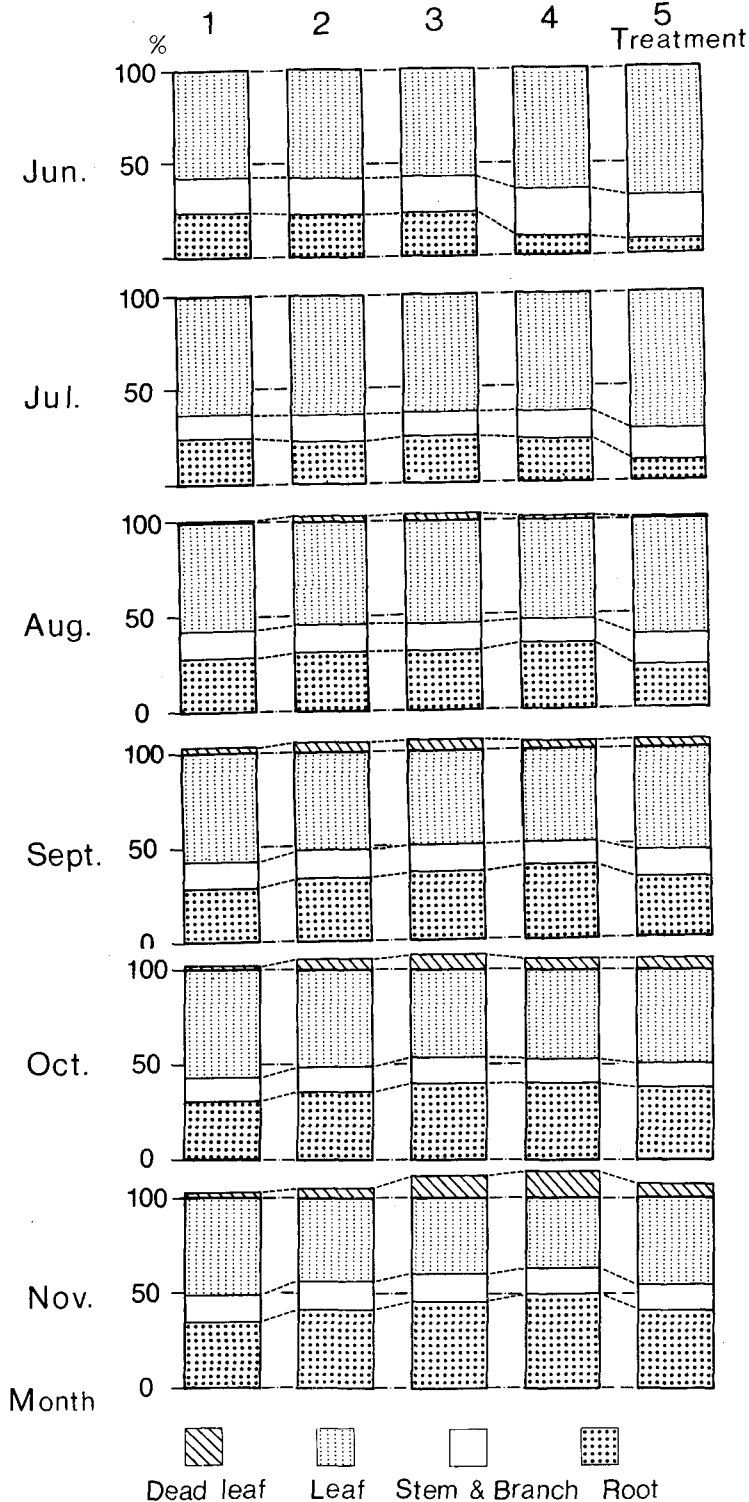 1 2 3 4 5
% Treatment
100
Jun. 50
100
Jul. 50
100
50
Aug.
0
100
Sept. 50
0
100
Oct. 50
0
100
50
Nov.
0
Month
Dead leaf Leaf Stem & Branch Root